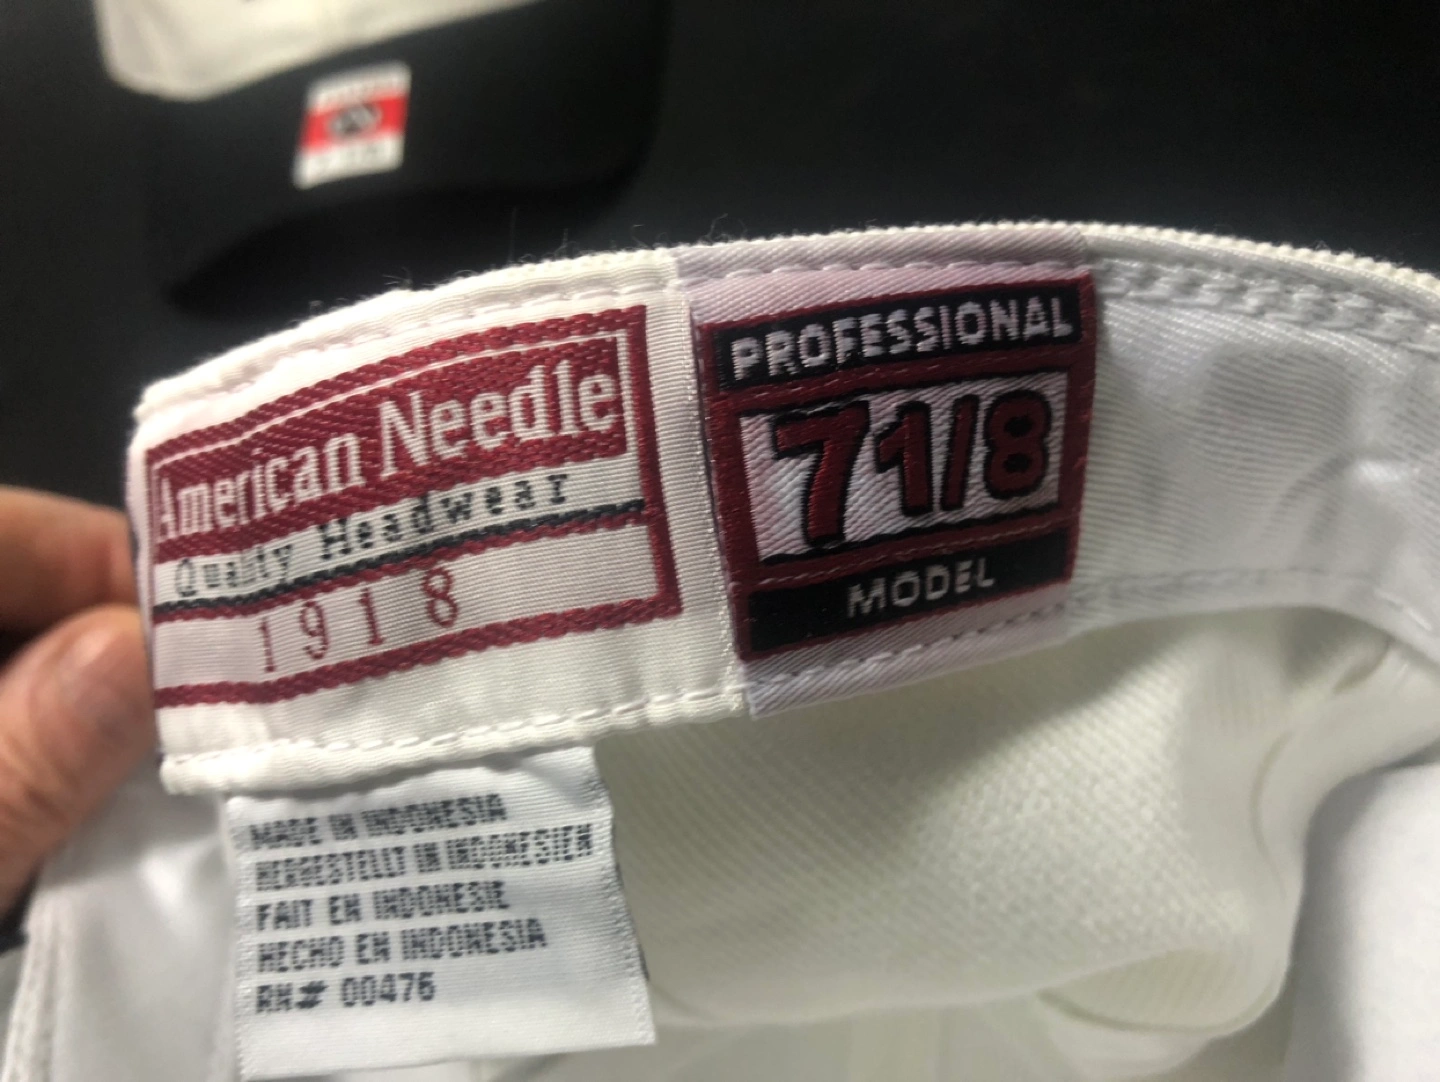 American Needle
Quality Headwear
1918
PROFESSIONAL
7 1/8
MODEL
MADE IN INDONESIA
HERGESTELLT IN INDONESIEN
FAIT EN INDONESIE
HECHO EN INDONESIA
RN# 00476